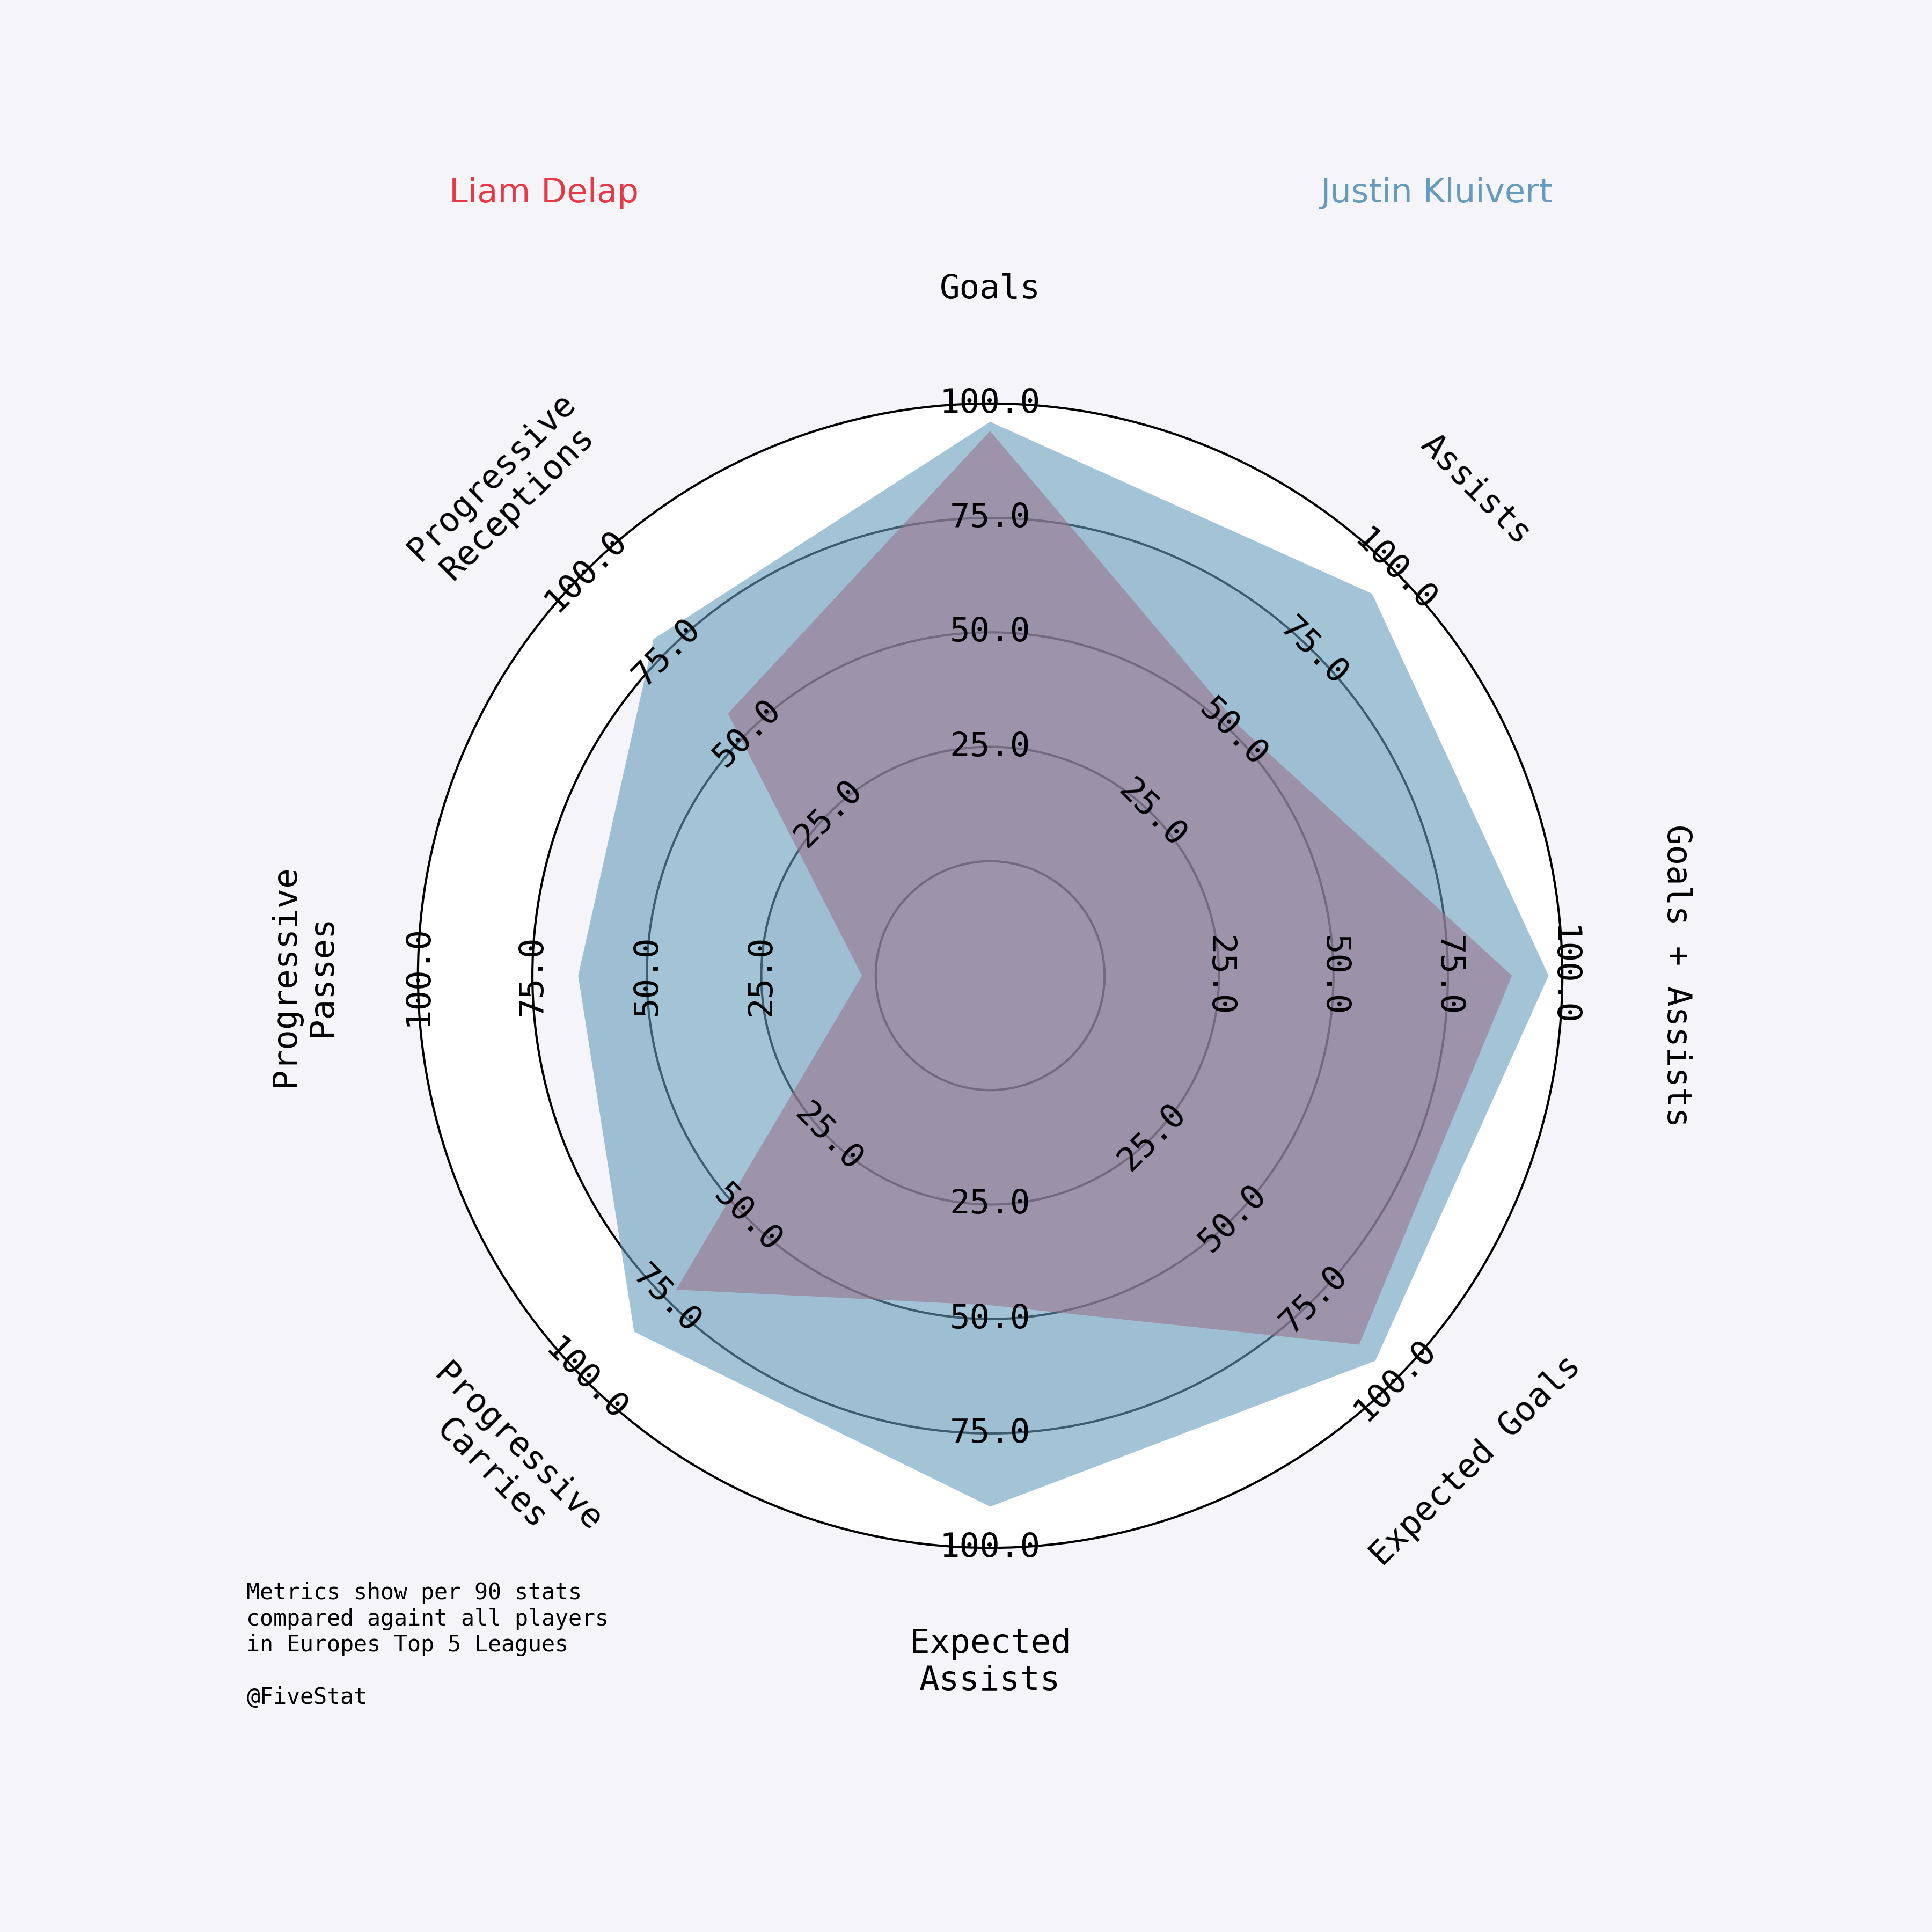 Liam Delap
Justin Kluivert
Goals
Assists
Goals + Assists
Expected Goals
Expected
Assists
Progressive
Carries
Progressive
Passes
Progressive
Receptions
100.0
75.0
50.0
25.0
100.0
75.0
50.0
25.0
100.0
75.0
50.0
25.0
100.0
75.0
50.0
25.0
25.0
50.0
75.0
100.0
100.0
75.0
50.0
25.0
100.0
75.0
50.0
25.0
100.0
75.0
50.0
25.0
Metrics show per 90 stats
compared againt all players
in Europes Top 5 Leagues
@FiveStat